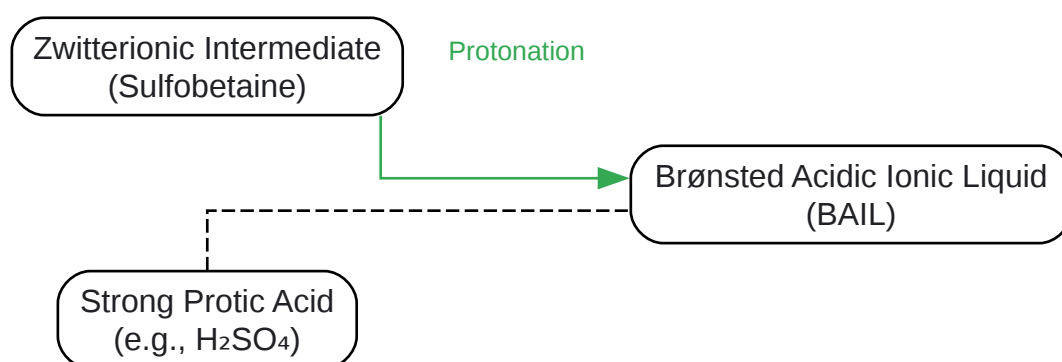 Zwitterionic Intermediate
(Sulfobetaine)
Protonation
Brønsted Acidic Ionic Liquid
(BAIL)
Strong Protic Acid
(e.g., H₂SO₄)